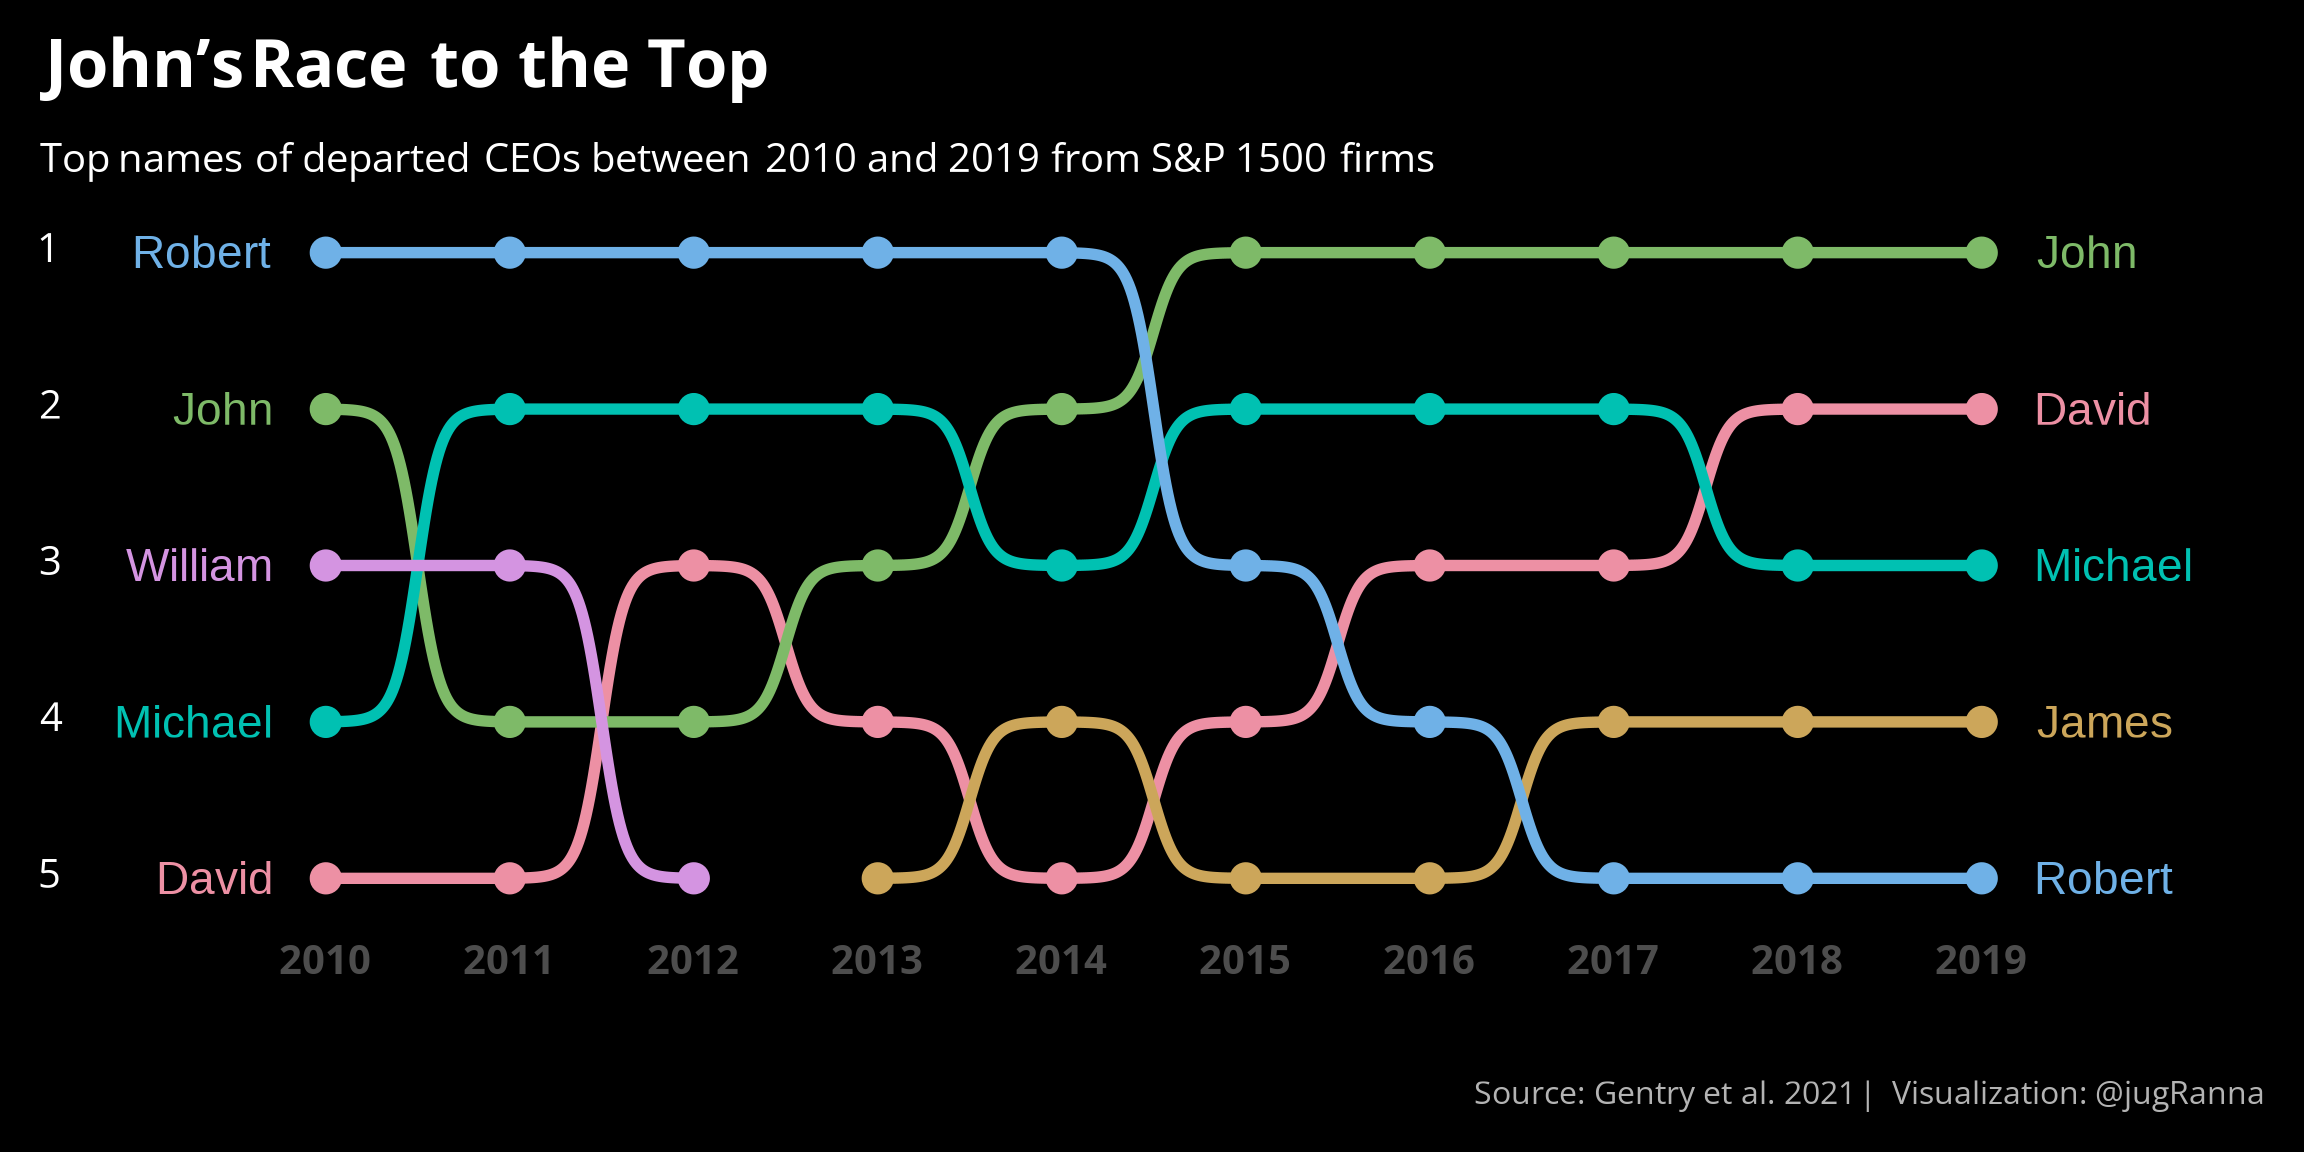 John’s Race to the Top
Top names of departed CEOs between 2010 and 2019 from S&P 1500 firms
1 Robert John
2 John David
3 William Michael
4 Michael James
5 David Robert
2010 2011 2012 2013 2014 2015 2016 2017 2018 2019
Source: Gentry et al. 2021 | Visualization: @jugRanna